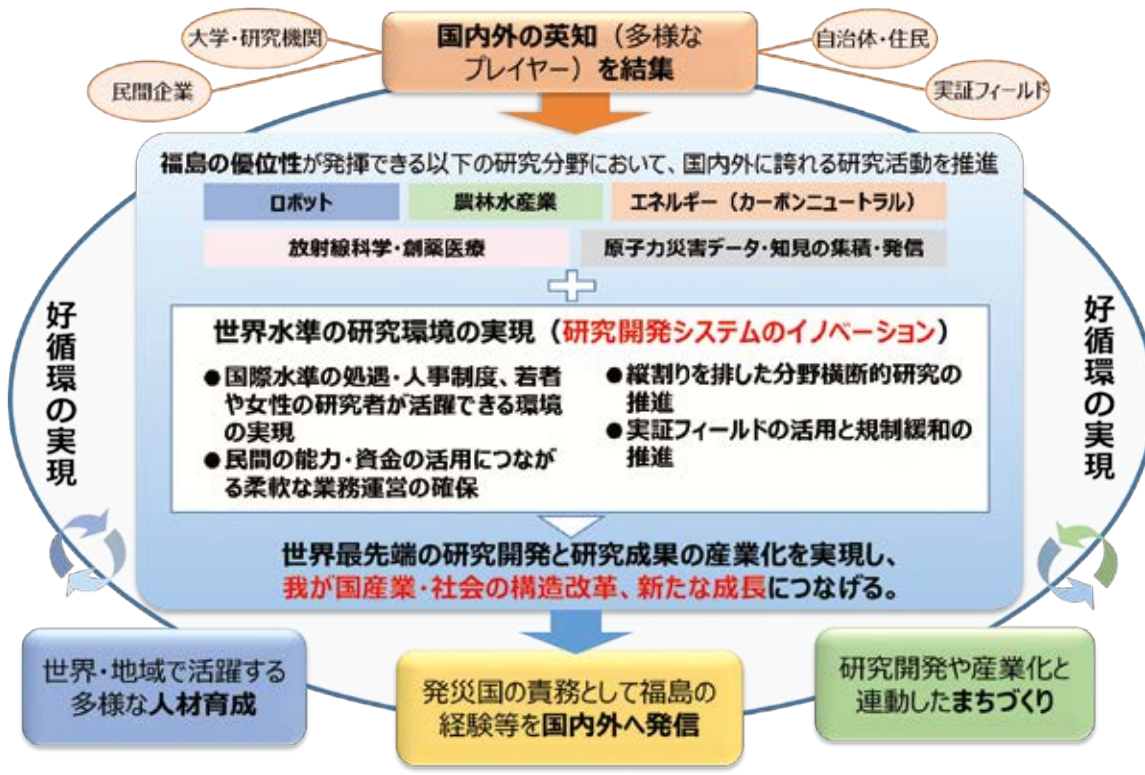 大学・研究機関
民間企業
国内外の英知（多様な
プレイヤー）を結集
自治体・住民
実証フィールド
福島の優位性が発揮できる以下の研究分野において、国内外に誇れる研究活動を推進
ロボット
農林水産業
エネルギー（カーボンニュートラル）
放射線科学・創薬医療
原子力災害データ・知見の集積・発信
世界水準の研究環境の実現（研究開発システムのイノベーション）
●国際水準の処遇・人事制度、若者
や女性の研究者が活躍できる環境
の実現
●民間の能力・資金の活用につなが
る柔軟な業務運営の確保
●縦割りを排した分野横断的研究の
推進
●実証フィールドの活用と規制緩和の
推進
世界最先端の研究開発と研究成果の産業化を実現し、
我が国産業・社会の構造改革、新たな成長につなげる。
好循環の実現
好循環の実現
世界・地域で活躍する
多様な人材育成
発災国の責務として福島の
経験等を国内外へ発信
研究開発や産業化と
連動したまちづくり